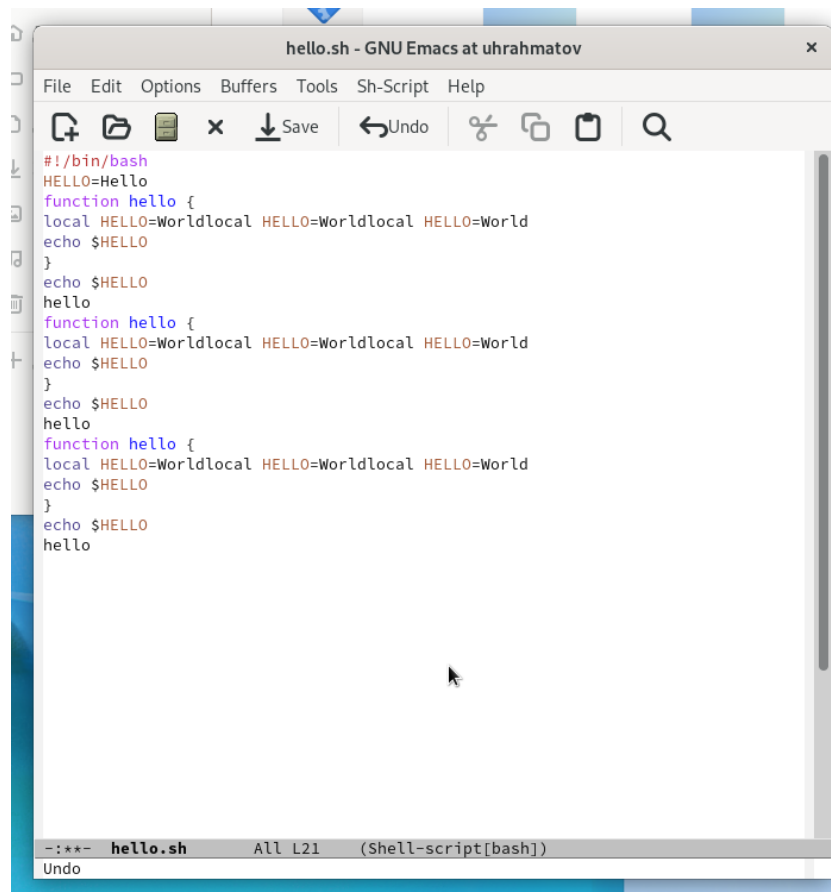 hello.sh - GNU Emacs at uhrahmatov
File Edit Options Buffers Tools Sh-Script Help
Save Undo
#!/bin/bash
HELLO=Hello
function hello {
local HELLO=Worldlocal HELLO=Worldlocal HELLO=World
echo $HELLO
}
echo $HELLO
hello
function hello {
local HELLO=Worldlocal HELLO=Worldlocal HELLO=World
echo $HELLO
}
echo $HELLO
hello
function hello {
local HELLO=Worldlocal HELLO=Worldlocal HELLO=World
echo $HELLO
}
echo $HELLO
hello
-:**- hello.sh All L21 (Shell-script[bash])
Undo